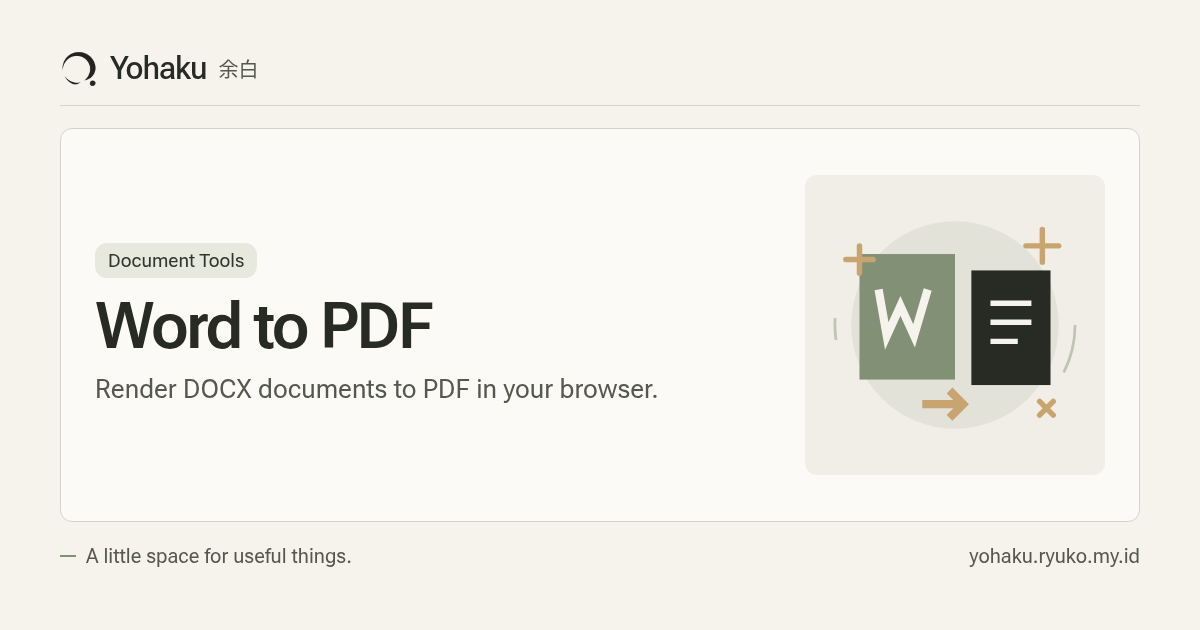 Yohaku 余白
Document Tools
Word to PDF
Render DOCX documents to PDF in your browser.
W
— A little space for useful things.
yohaku.ryuko.my.id